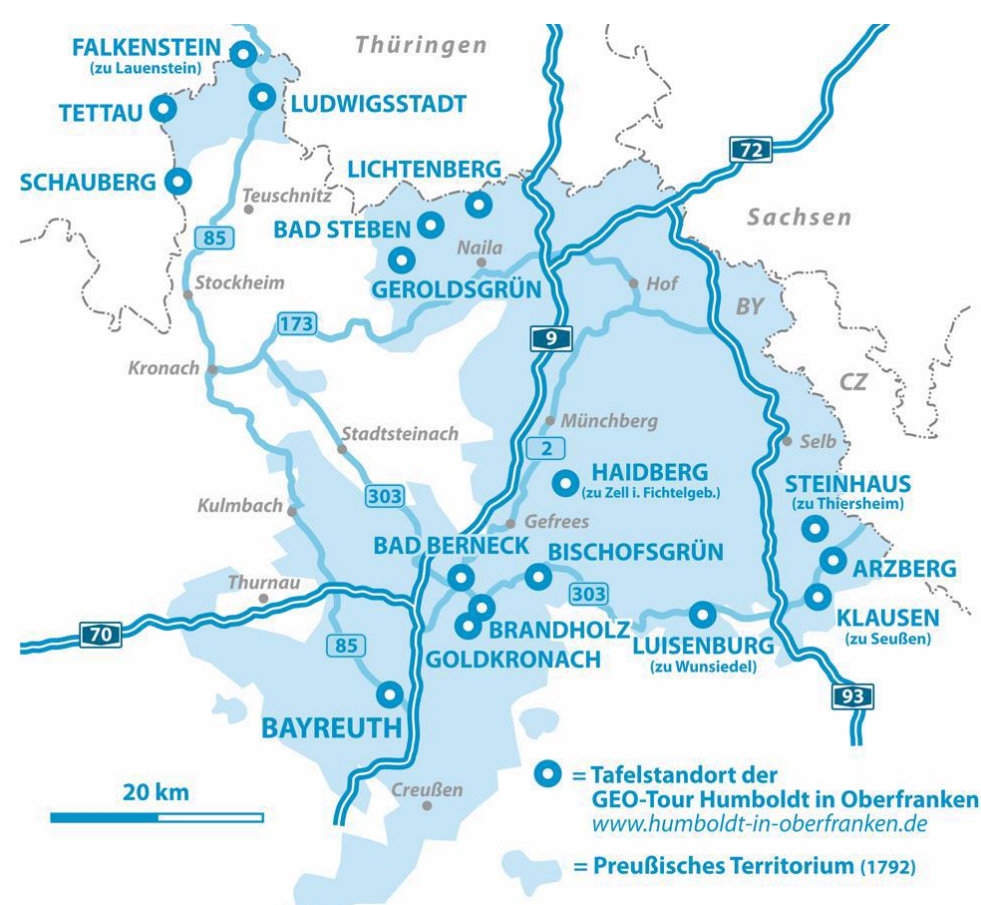 FALKENSTEIN
(zu Lauenstein)
Thüringen
TETTAU
LUDWIGSSTADT
72
LICHTENBERG
SCHAUBERG
Teuschnitz
Sachsen
BAD STEBEN
85
Naila
Stockheim
GEROLDSGRÜN
Hof
BY
173
9
Kronach
CZ
Münchberg
Stadtsteinach
Selb
2
HAIDBERG
(zu Zell i. Fichtelgeb.)
STEINHAUS
(zu Thiersheim)
303
Kulmbach
Gefrees
BAD BERNECK
BISCHOFSGRÜN
ARZBERG
Thurnau
303
KLAUSEN
(zu Seußen)
BRANDHOLZ
70
85
LUISENBURG
(zu Wunsiedel)
GOLDKRONACH
93
BAYREUTH
20 km
Creußen
= Tafelstandort der
GEO-Tour Humboldt in Oberfranken
www.humboldt-in-oberfranken.de
= Preußisches Territorium (1792)